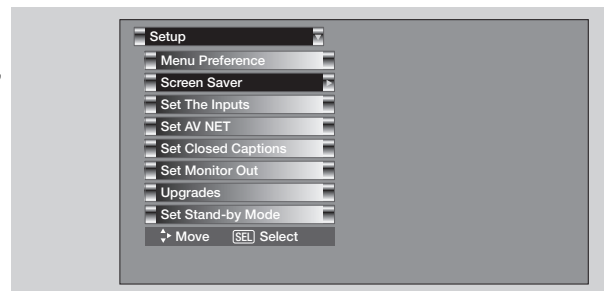 Setup
Menu Preference
Screen Saver
Set The Inputs
Set AV NET
Set Closed Captions
Set Monitor Out
Upgrades
Set Stand-by Mode
Move SEL Select